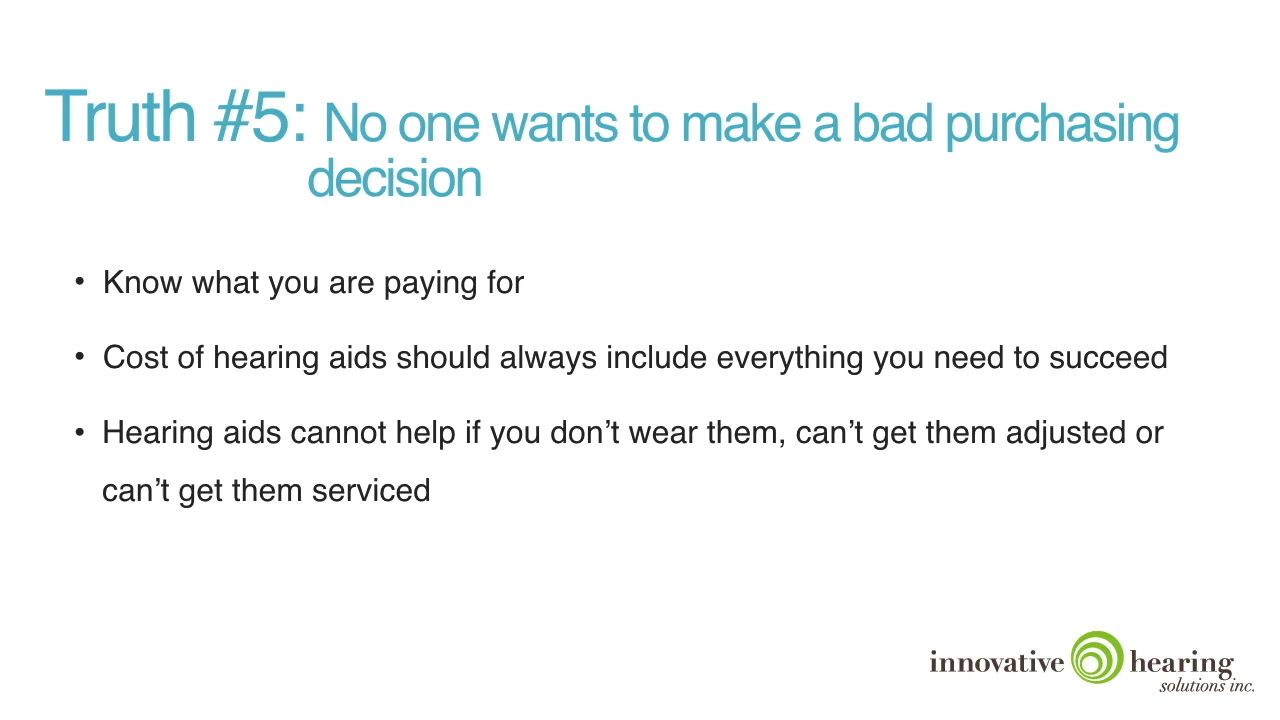 Truth #5: No one wants to make a bad purchasing
decision
• Know what you are paying for
• Cost of hearing aids should always include everything you need to succeed
• Hearing aids cannot help if you don’t wear them, can’t get them adjusted or
can’t get them serviced
innovative hearing
solutions inc.